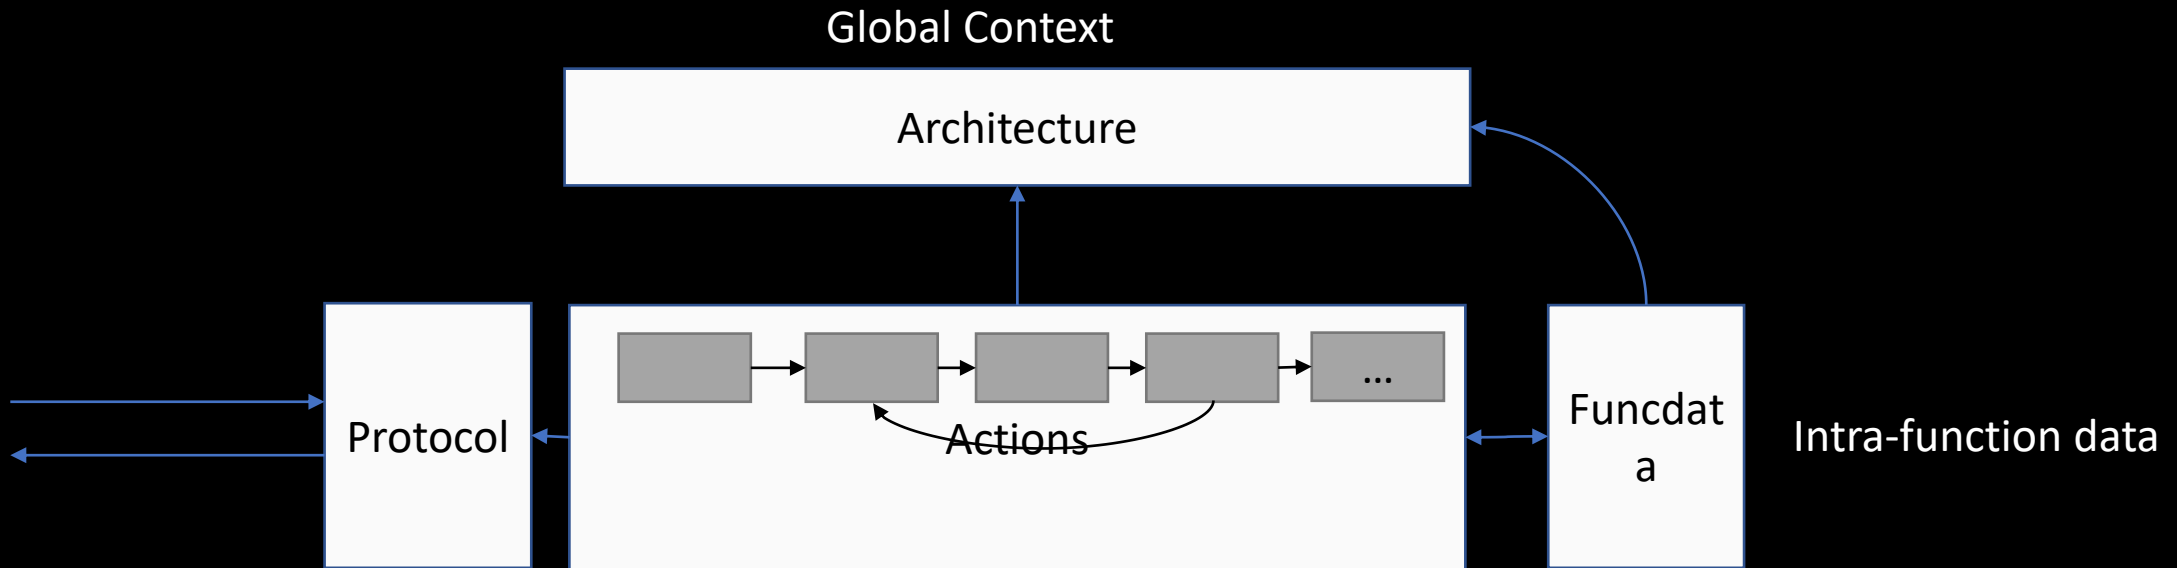 Global Context
Architecture
...
Protocol
Actions
Funcdat
a
Intra-function data